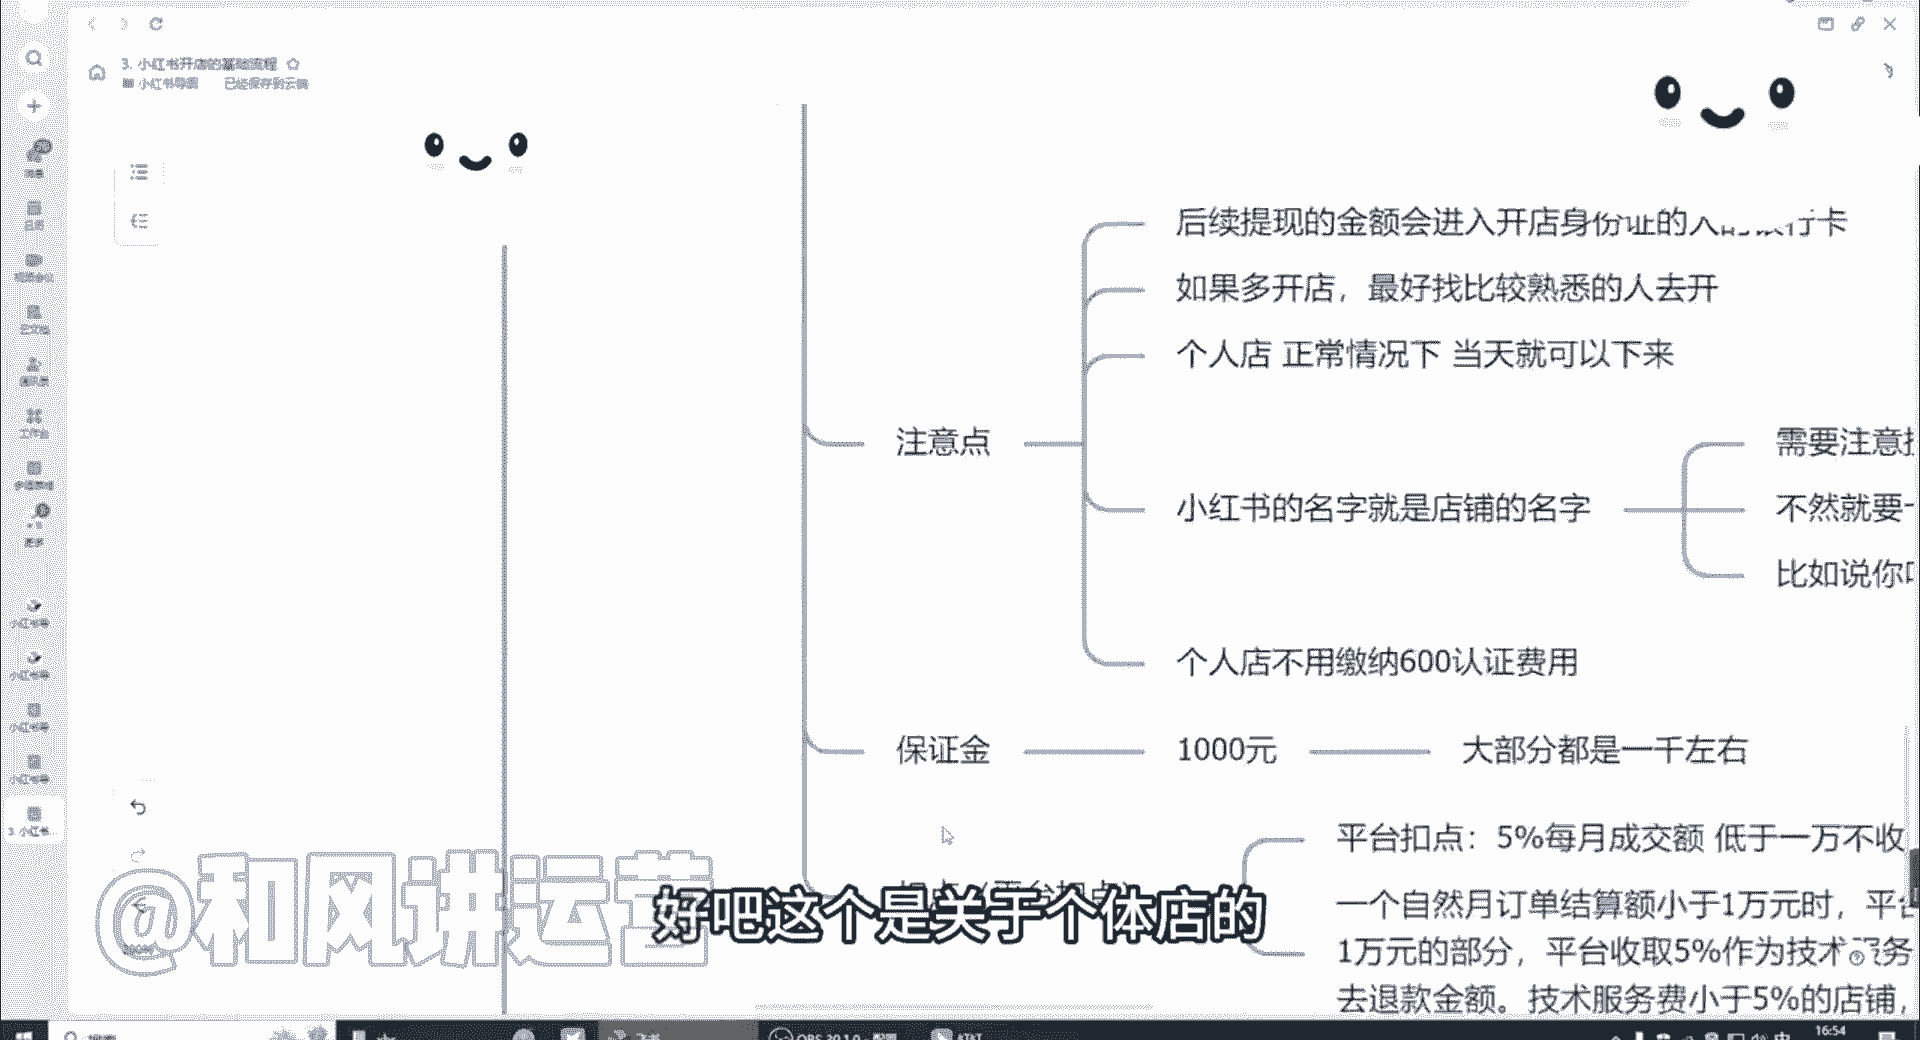 3. 小红书开店的基础流程
已经保存到云端
后续提现的金额会进入开店身份证的人
卡
如果多开店，最好找比较熟悉的人去开
个人店 正常情况下 当天就可以下来
注意点
需要注意
小红书的名字就是店铺的名字
不然就要
比如说你
个人店不用缴纳600认证费用
保证金
1000元
大部分都是一千左右
平台扣点：5%每月成交额 低于一万不收
一个自然月订单结算额小于1万元时，平台
1万元的部分，平台收取5%作为技术服务
去退款金额。技术服务费小于5%的店铺，
@和风讲运营
好吧这个是关于个体店的
16:54